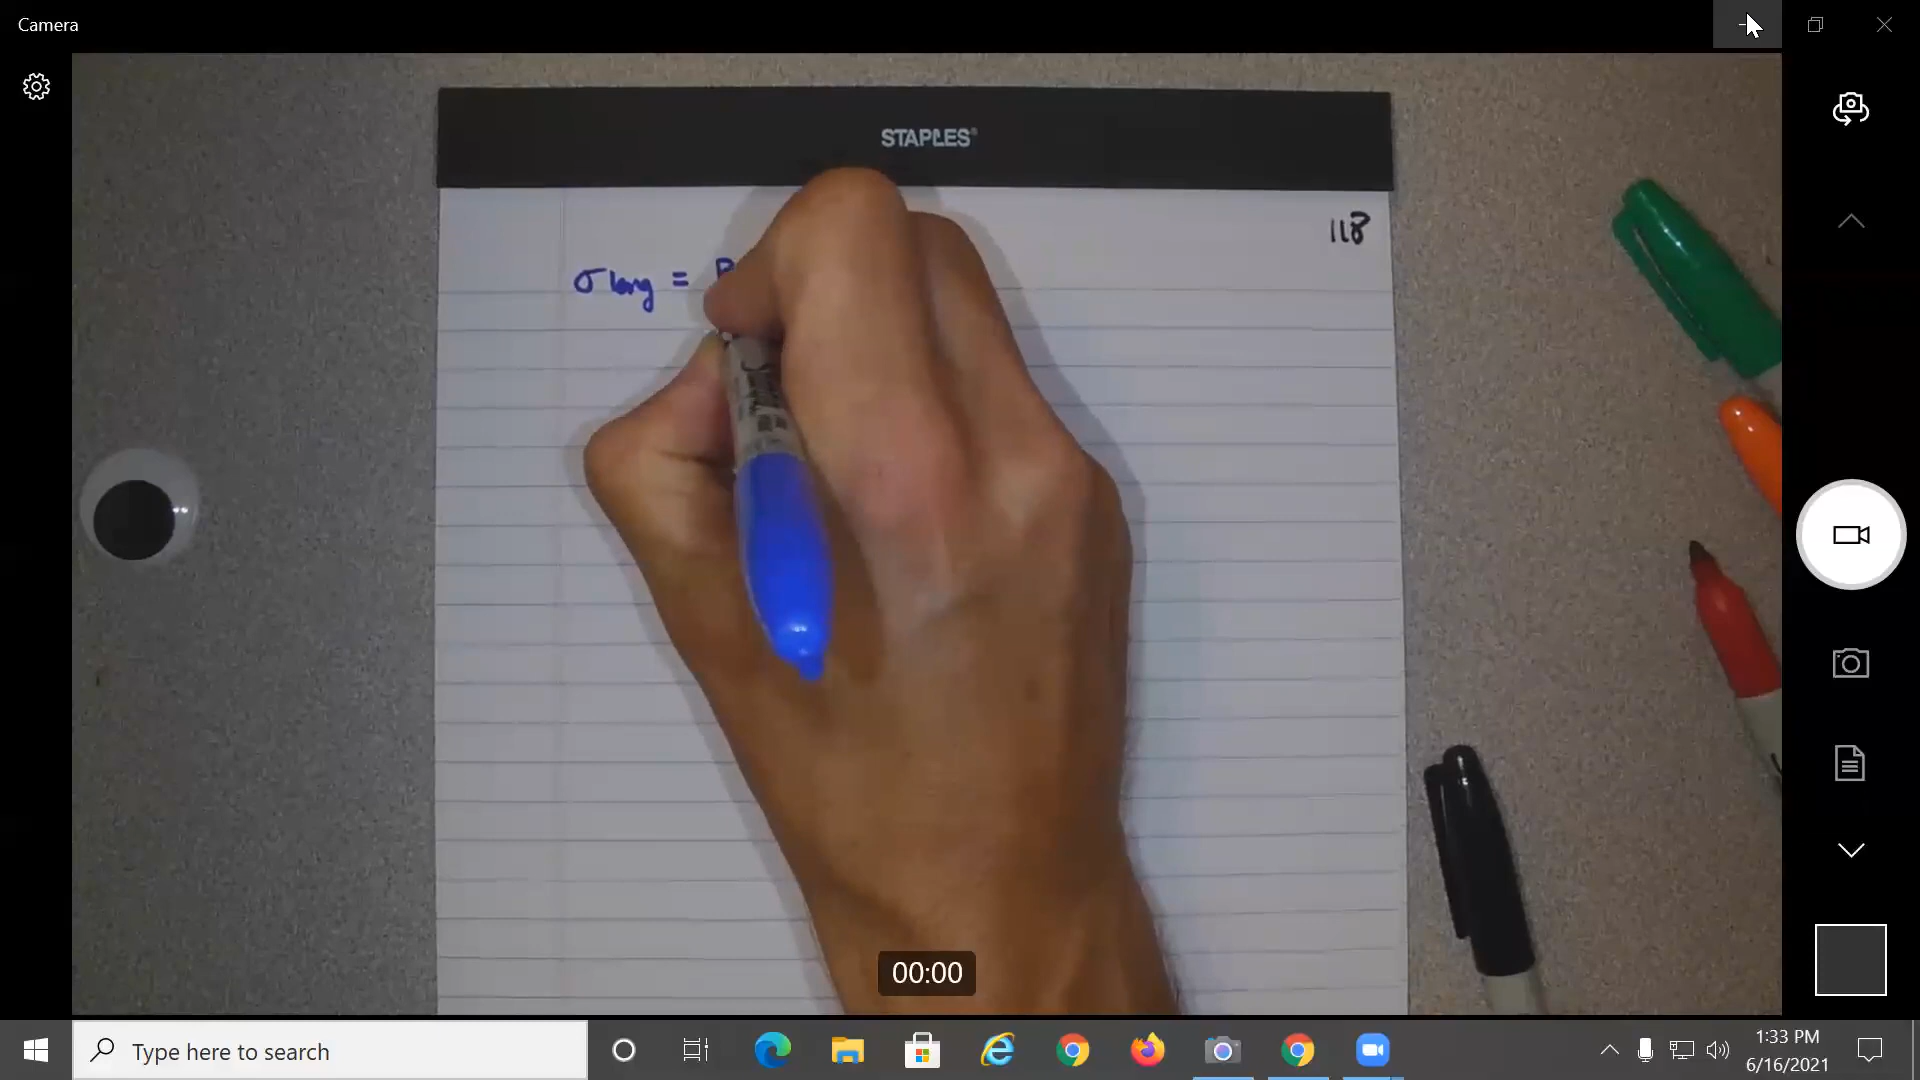 Camera
STAPLES
118
σ long = P
00:00
Type here to search
1:33 PM
6/16/2021